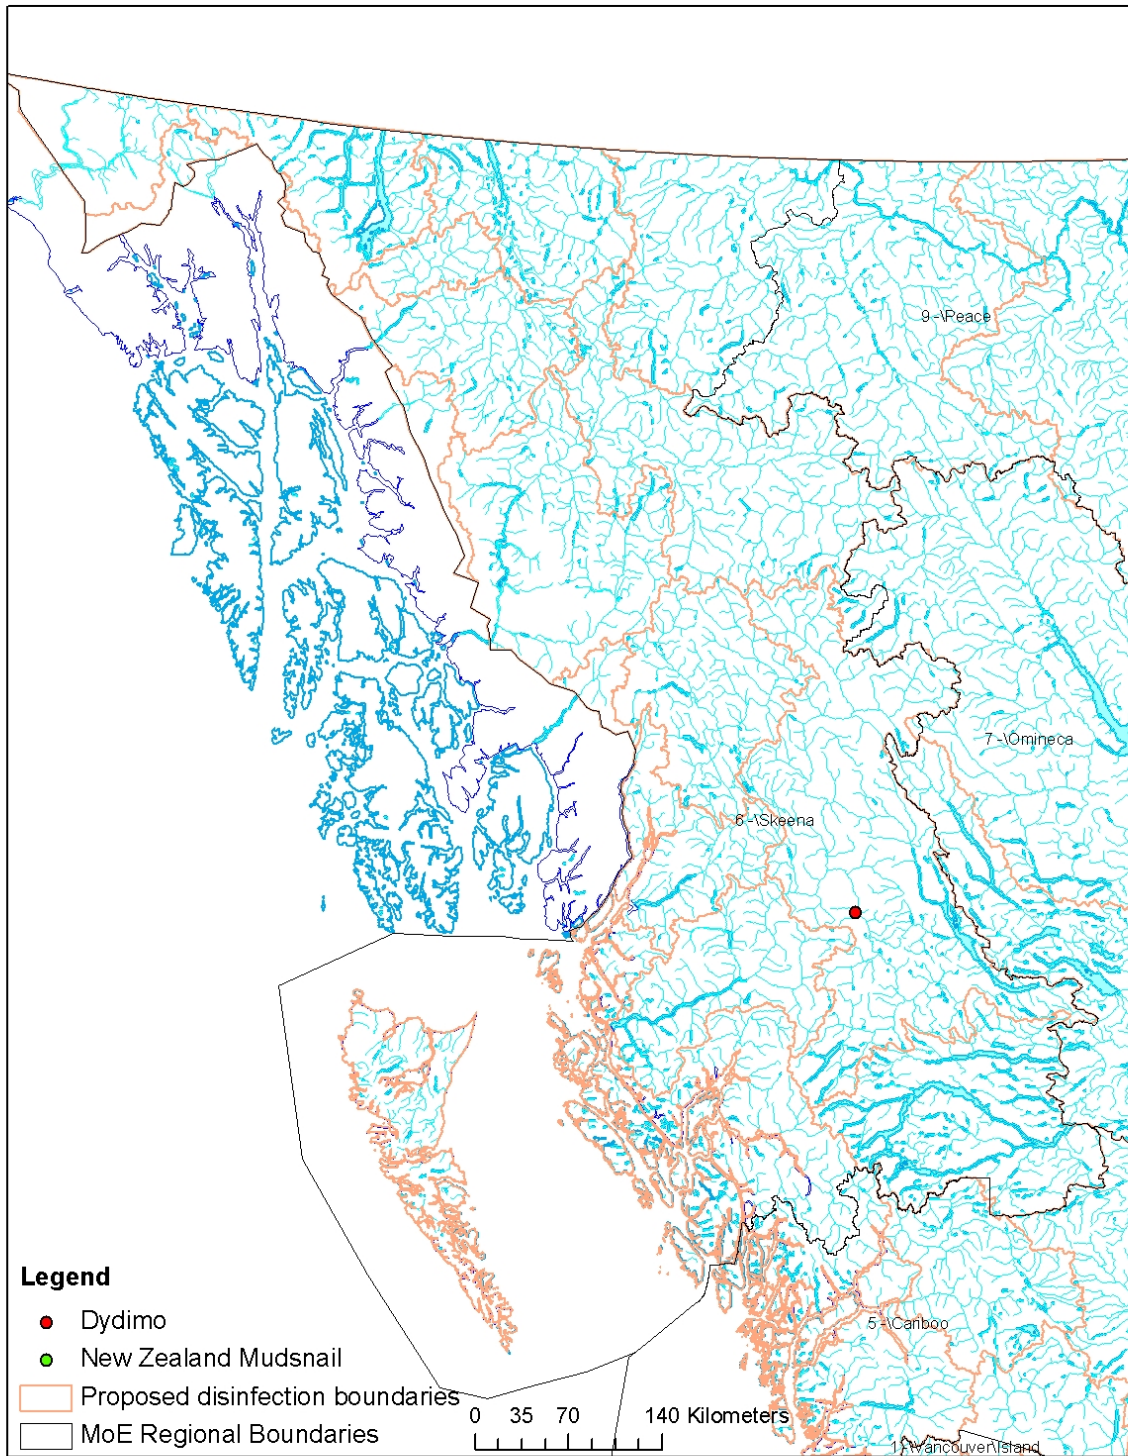 9 -\Peace
7 -\Omineca
6 -\Skeena
5 -\Cariboo
Legend
Dydimo
New Zealand Mudsnail
Proposed disinfection boundaries
MoE Regional Boundaries
0 35 70 140 Kilometers
1 -\Vancouver\Island